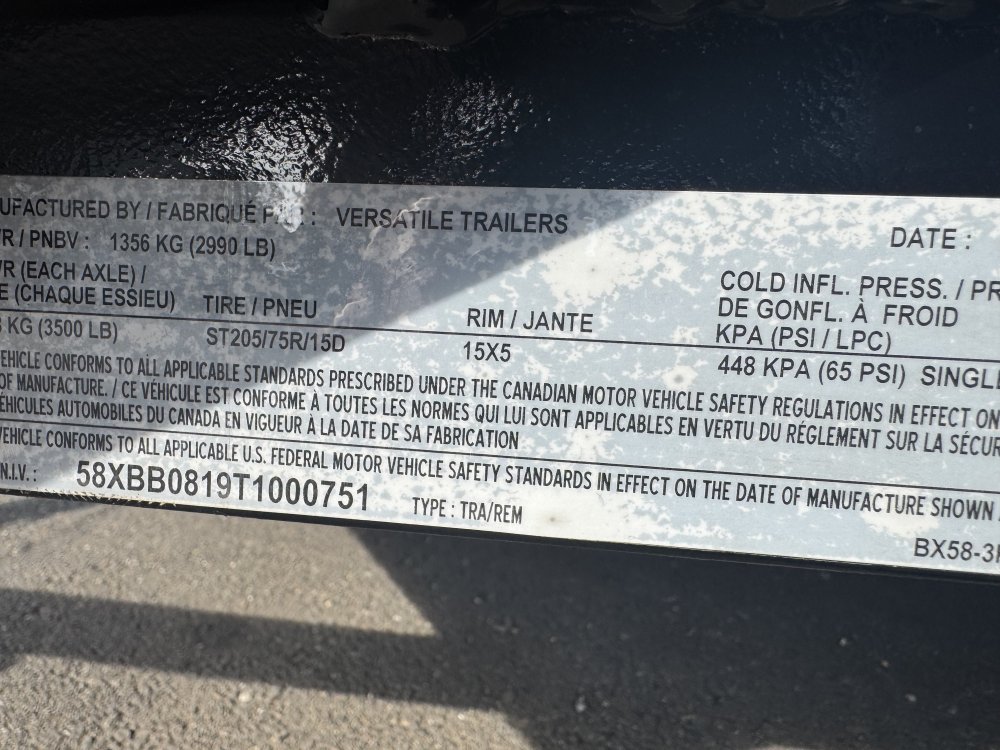 UFACTURED BY / FABRIQUÉ PAR : VERSATILE TRAILERS
R / PNBV : 1356 KG (2990 LB) DATE :
R (EACH AXLE) /
E (CHAQUE ESSIEU) TIRE / PNEU RIM / JANTE COLD INFL. PRESS. / PR
DE GONFL. À FROID
KPA (PSI / LPC)
KG (3500 LB) ST205/75R/15D 15X5 448 KPA (65 PSI) SINGL
EHICLE CONFORMS TO ALL APPLICABLE STANDARDS PRESCRIBED UNDER THE CANADIAN MOTOR VEHICLE SAFETY REGULATIONS IN EFFECT ON
OF MANUFACTURE. / CE VÉHICULE EST CONFORME À TOUTES LES NORMES QUI LUI SONT APPLICABLES EN VERTU DU RÉGLEMENT SUR LA SÉCUR
ÉHICULES AUTOMOBILES DU CANADA EN VIGUEUR À LA DATE DE SA FABRICATION
VEHICLE CONFORMS TO ALL APPLICABLE U.S. FEDERAL MOTOR VEHICLE SAFETY STANDARDS IN EFFECT ON THE DATE OF MANUFACTURE SHOWN
N.I.V.: 58XBB0819T1000751 TYPE : TRA/REM
BX58-3